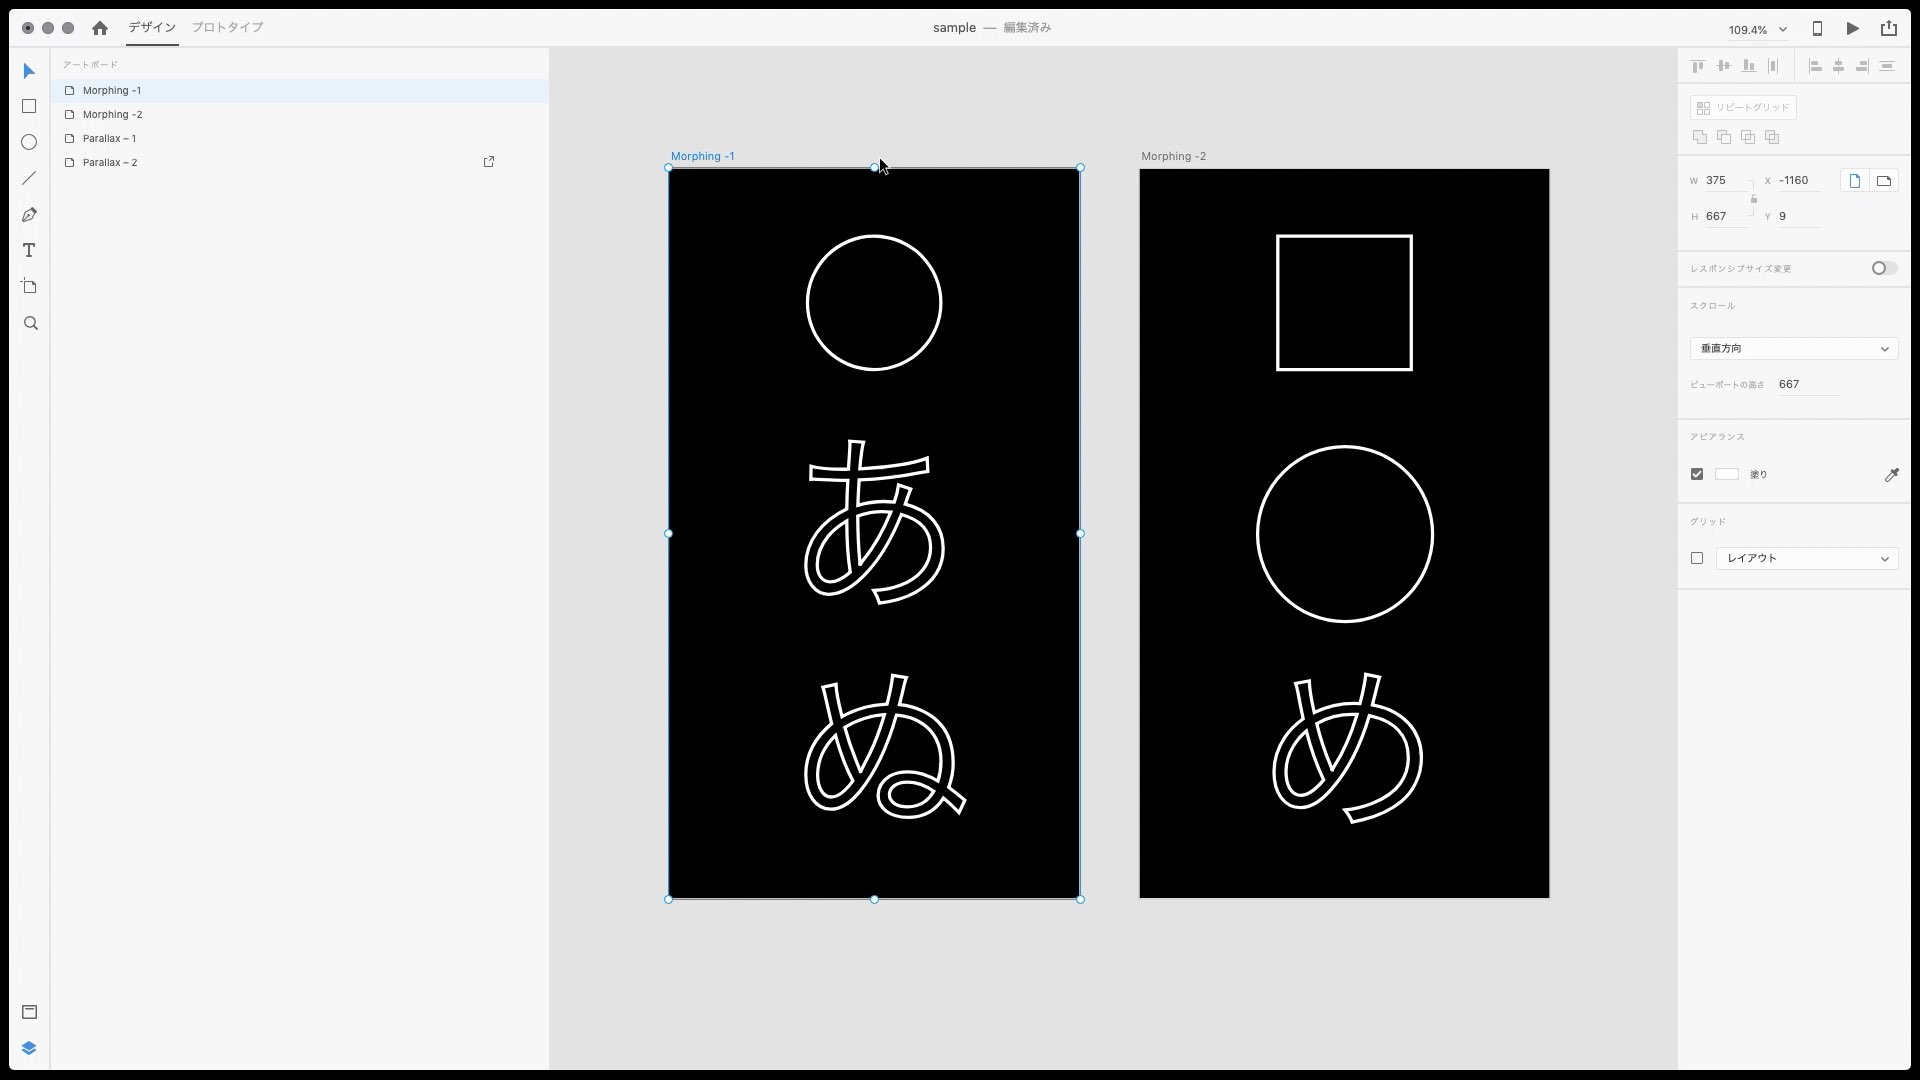 デザイン プロトタイプ
sample — 編集済み
109.4%
アートボード
Morphing -1
Morphing -2
Parallax – 1
Parallax – 2
Morphing -1
あ
ぬ
Morphing -2
め
リピートグリッド
W 375 X -1160
H 667 Y 9
レスポンシブサイズ変更
スクロール
垂直方向
ビューポートの高さ 667
アピアランス
塗り
グリッド
レイアウト